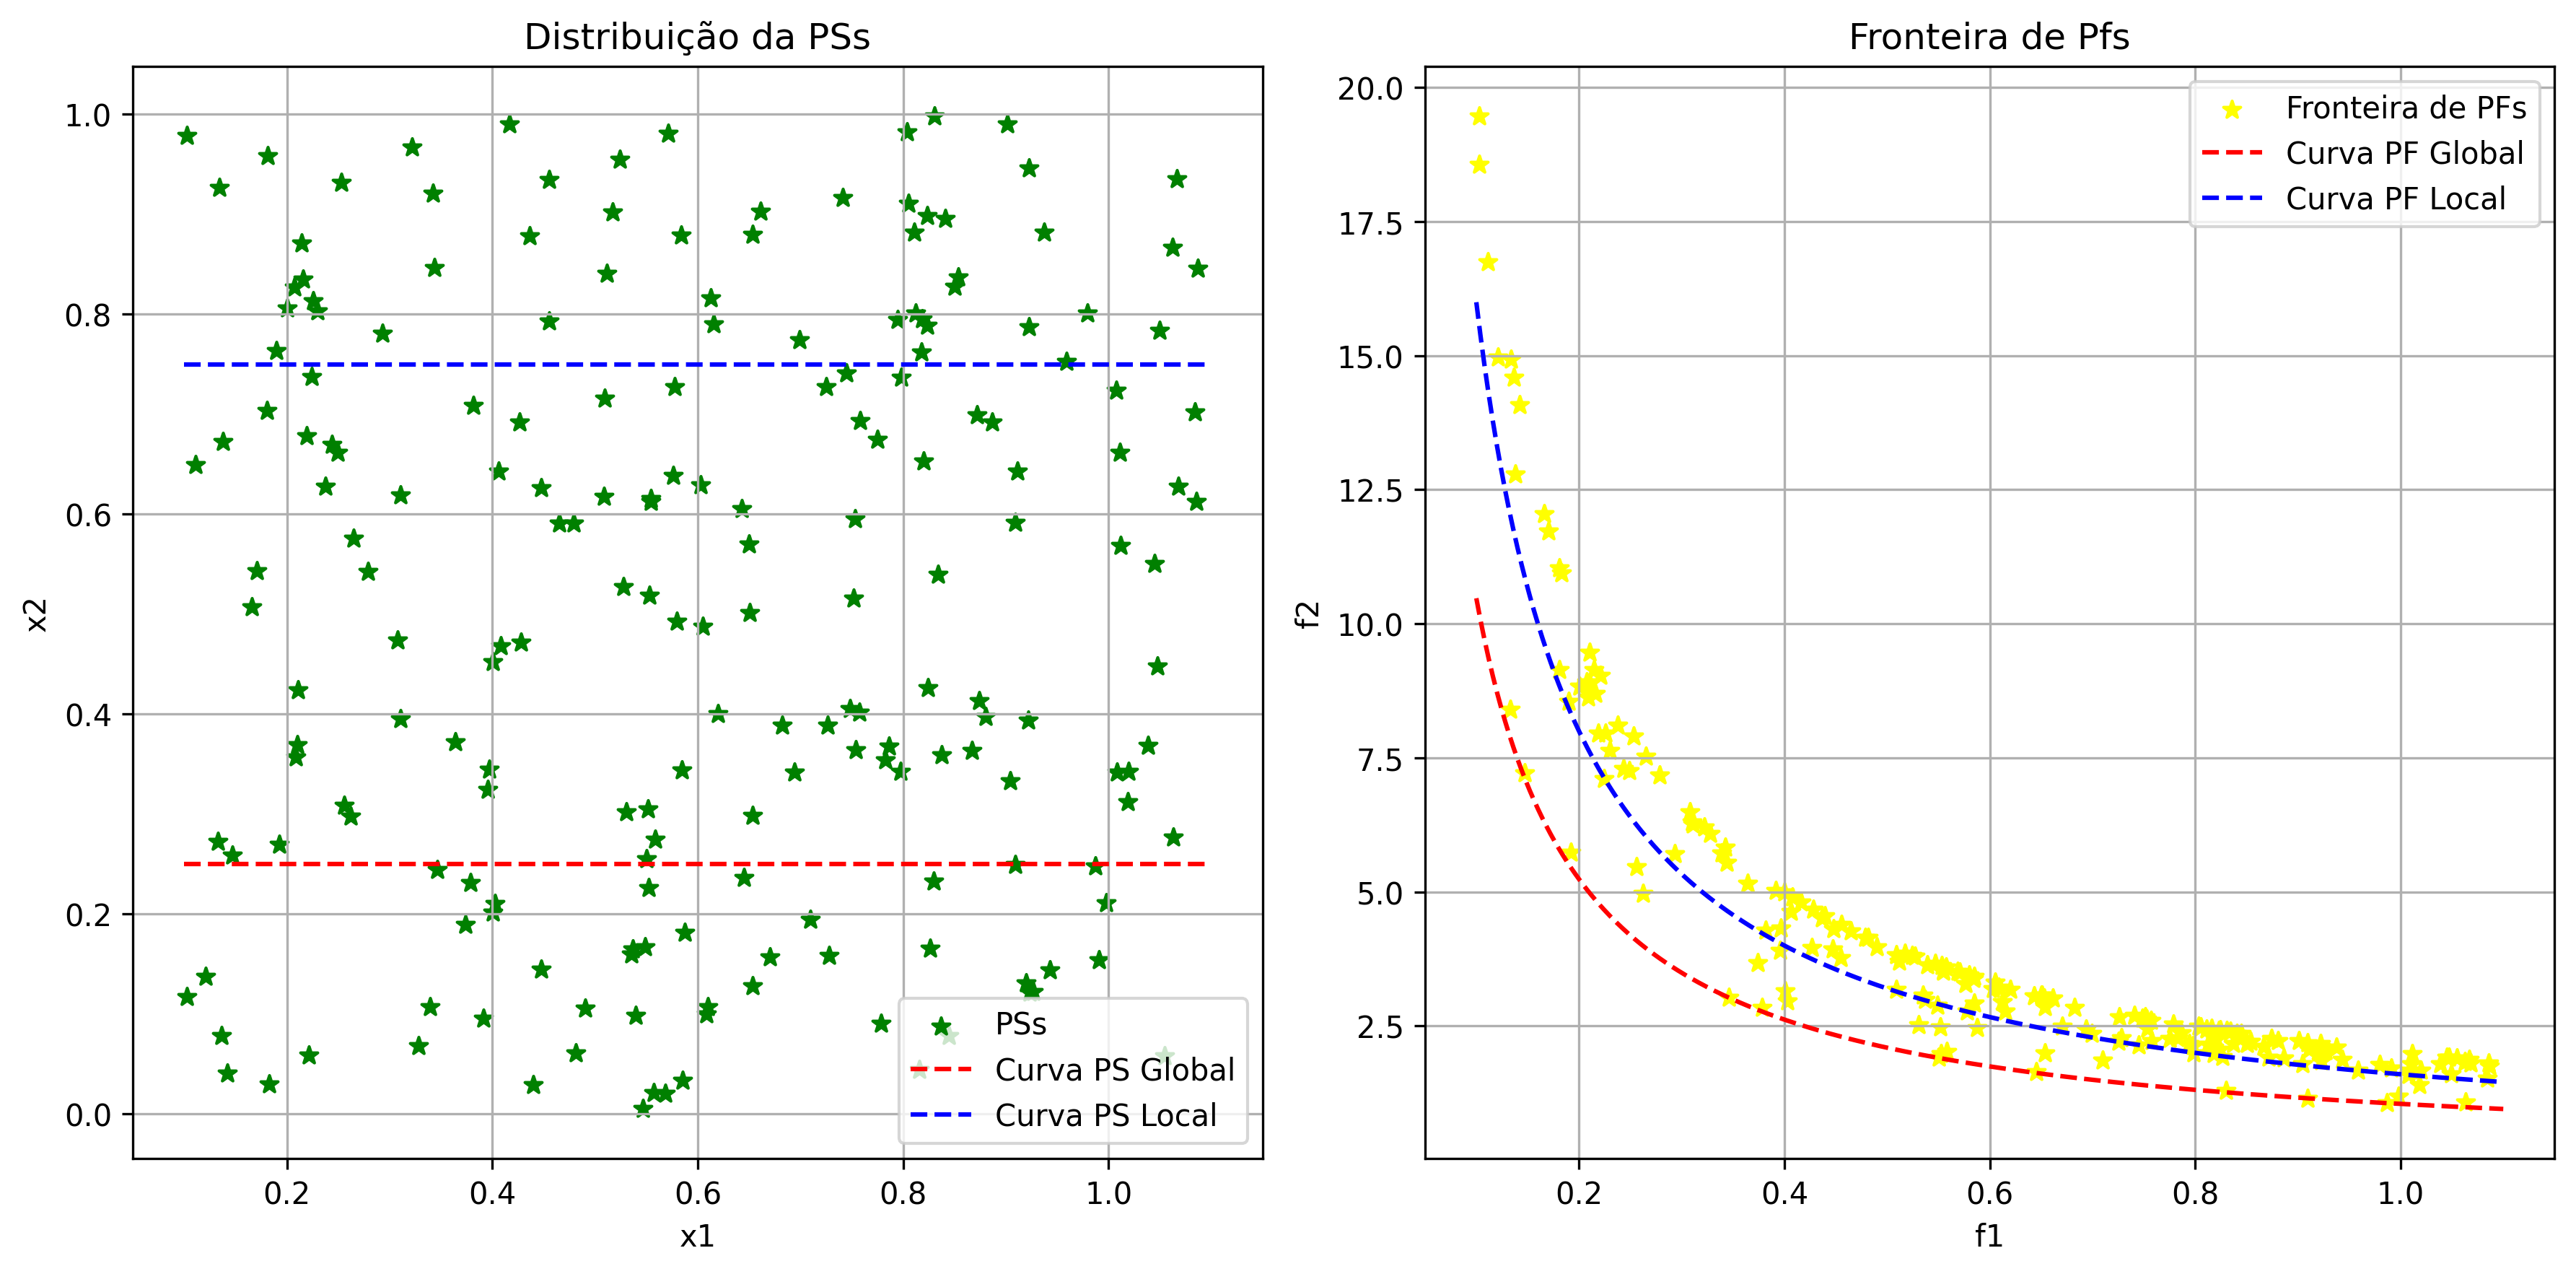 Distribuição da PSs
1.0
0.8
0.6
0.4
0.2
0.0
x2
0.2 0.4 0.6 0.8 1.0
x1
PSs
Curva PS Global
Curva PS Local
Fronteira de Pfs
20.0
17.5
15.0
12.5
10.0
7.5
5.0
2.5
f2
0.2 0.4 0.6 0.8 1.0
f1
Fronteira de PFs
Curva PF Global
Curva PF Local